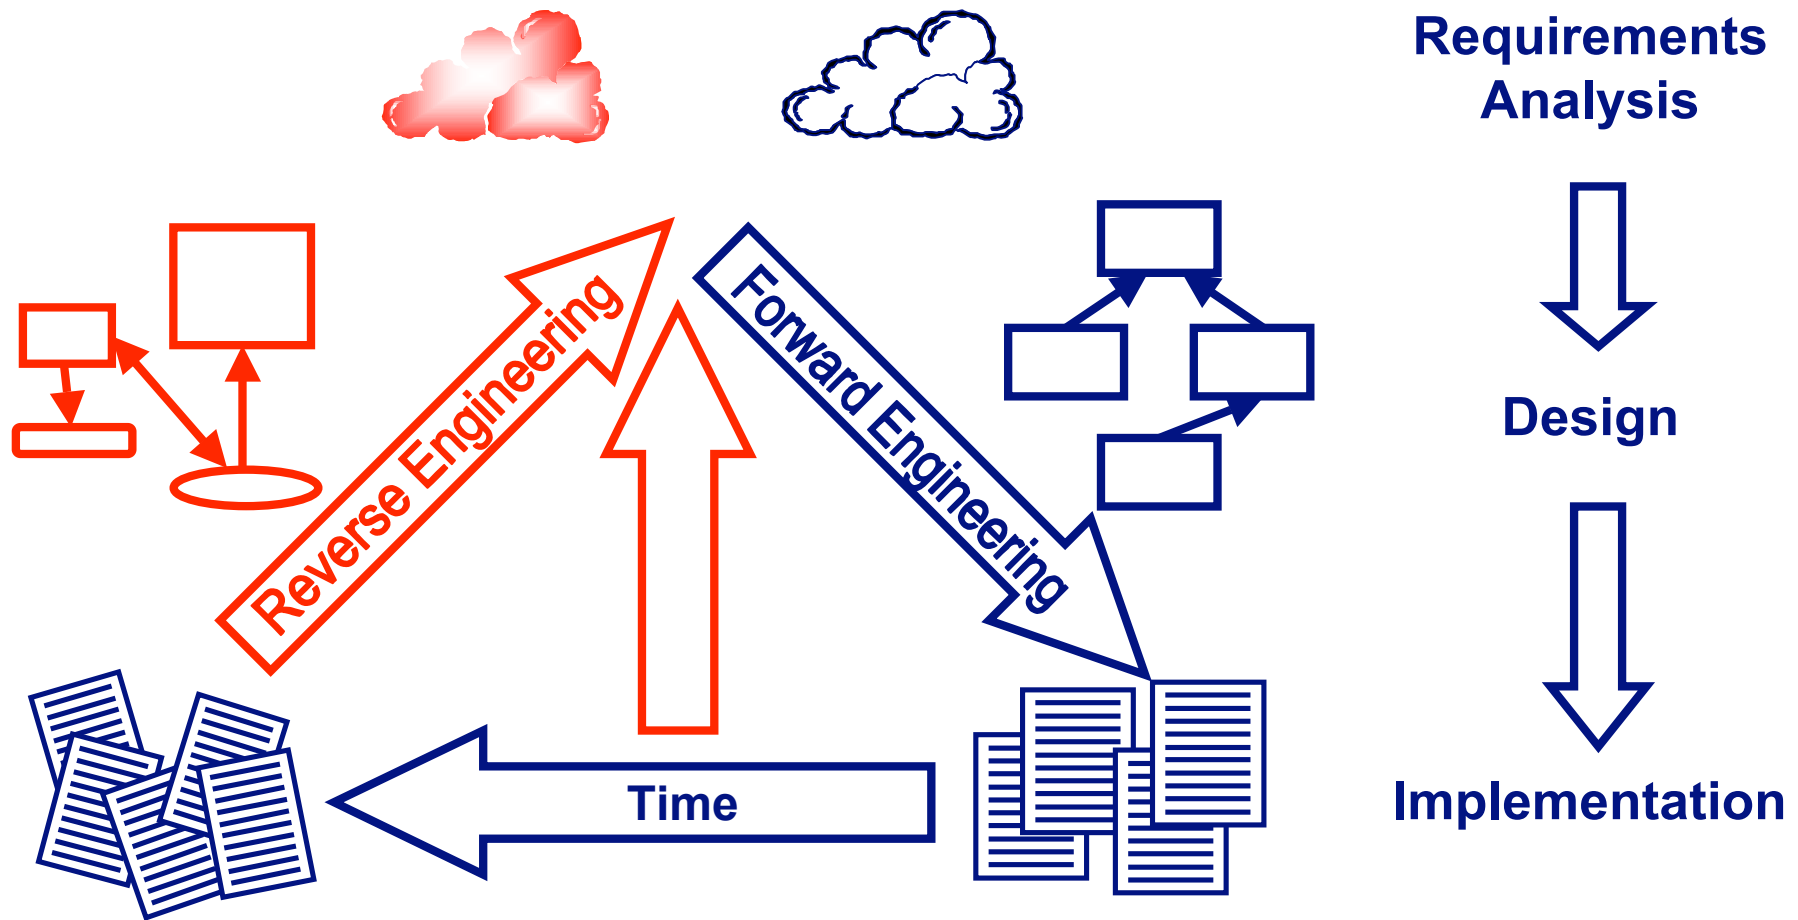 Requirements
Analysis
Reverse Engineering
Forward Engineering
Design
Time
Implementation